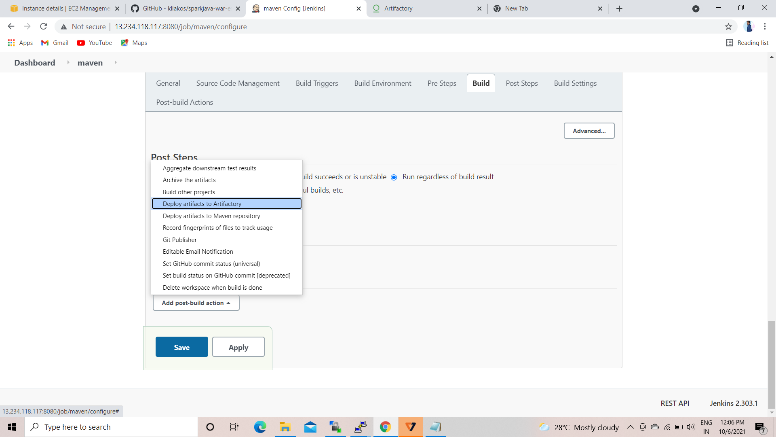 Instance details | EC2 Manageme
GitHub - kliakos/sparkjava-war-e
maven Config [Jenkins]
Artifactory
New Tab
Not secure | 13.234.118.117:8080/job/maven/configure
Apps
Gmail
YouTube
Maps
Reading list
Dashboard
maven
General
Source Code Management
Build Triggers
Build Environment
Pre Steps
Build
Post Steps
Build Settings
Post-build Actions
Advanced...
Post Steps
Aggregate downstream test results
Archive the artifacts
uild succeeds or is unstable
Run regardless of build result
Build other projects
ul builds, etc.
Deploy artifacts to Artifactory
Deploy artifacts to Maven repository
Record fingerprints of files to track usage
Git Publisher
Editable Email Notification
Set GitHub commit status (universal)
Set build status on GitHub commit [deprecated]
Delete workspace when build is done
Add post-build action
Save
Apply
REST API
Jenkins 2.303.1
13.234.118.117:8080/job/maven/configure#
Type here to search
28°C Mostly cloudy
ENG
IN
12:06 PM
10/6/2021